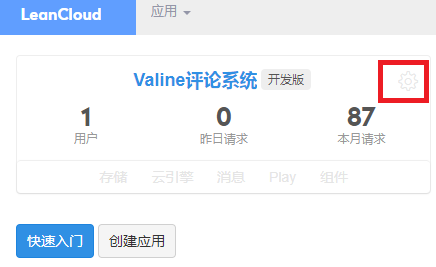 LeanCloud 应用
Valine评论系统 开发版
1 0 87
用户 昨日请求 本月请求
存储 云引擎 消息 Play 组件
快速入门 创建应用